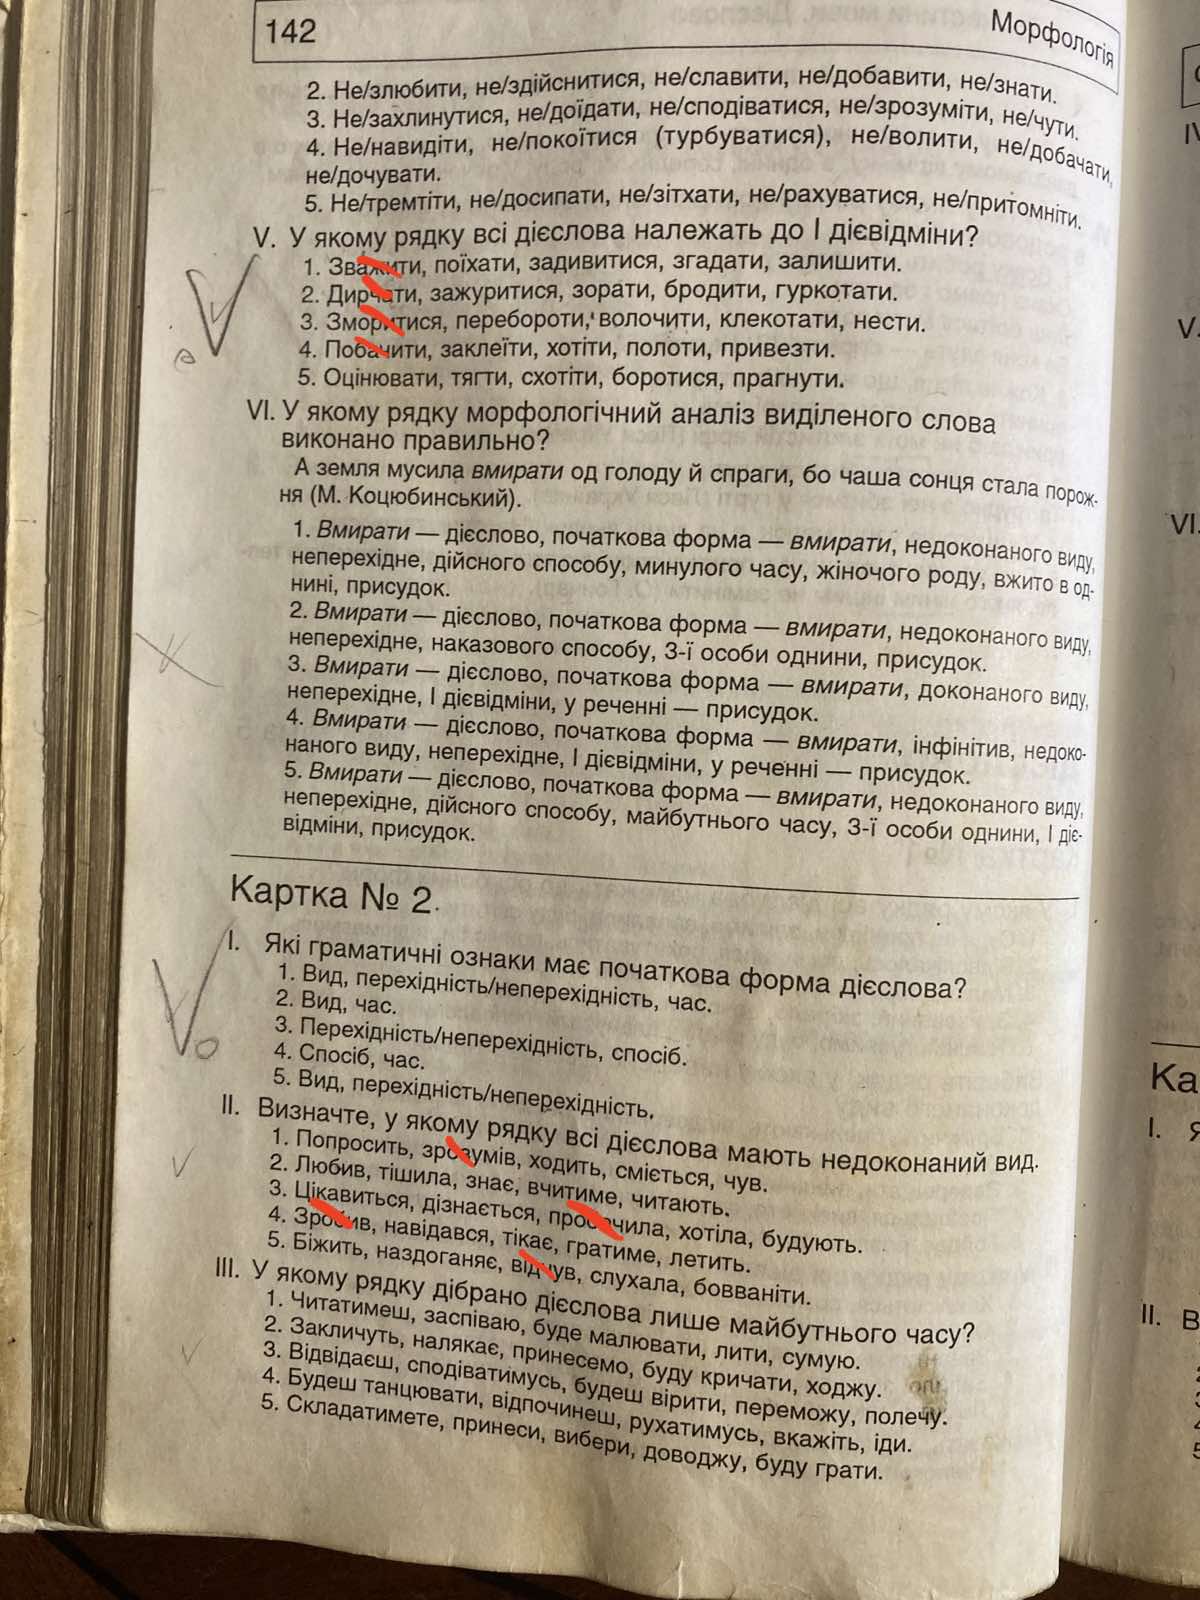 142
Морфологія
2. Не/злюбити, не/здійснитися, не/славити, не/добавити, не/знати.
3. Не/захлинутися, не/доїдати, не/сподіватися, не/зрозуміти, не/чути.
4. Не/навидіти, не/покоїтися (турбуватися), не/волити, не/добачати,
не/дочувати.
5. Не/тремтіти, не/досипати, не/зітхати, не/рахуватися, не/притомніти.
V. У якому рядку всі дієслова належать до І дієвідміни?
1. Зважити, поїхати, задивитися, згадати, залишити.
2. Дирчати, зажуритися, зорати, бродити, гуркотати.
3. Зморитися, перебороти, волочити, клекотати, нести.
4. Побачити, заклеїти, хотіти, полоти, привезти.
5. Оцінювати, тягти, схотіти, боротися, прагнути.
VI. У якому рядку морфологічний аналіз виділеного слова
виконано правильно?
А земля мусила вмирати од голоду й спраги, бо чаша сонця стала порож-
ня (М. Коцюбинський).
1. Вмирати — дієслово, початкова форма — вмирати, недоконаного виду,
неперехідне, дійсного способу, минулого часу, жіночого роду, вжито в од-
нині, присудок.
2. Вмирати — дієслово, початкова форма — вмирати, недоконаного виду,
неперехідне, наказового способу, 3-ї особи однини, присудок.
3. Вмирати — дієслово, початкова форма — вмирати, доконаного виду,
неперехідне, І дієвідміни, у реченні — присудок.
4. Вмирати — дієслово, початкова форма — вмирати, інфінітив, недоко-
наного виду, неперехідне, І дієвідміни, у реченні — присудок.
5. Вмирати — дієслово, початкова форма — вмирати, недоконаного виду,
неперехідне, дійсного способу, майбутнього часу, 3-ї особи однини, І діє-
відміни, присудок.
Картка № 2.
I. Які граматичні ознаки має початкова форма дієслова?
1. Вид, перехідність/неперехідність, час.
2. Вид, час.
3. Перехідність/неперехідність, спосіб.
4. Спосіб, час.
5. Вид, перехідність/неперехідність.
II. Визначте, у якому рядку всі дієслова мають недоконаний вид.
1. Попросить, зрозумів, ходить, сміється, чув.
2. Любив, тішила, знає, вчитиме, читають.
3. Цікавиться, дізнається, пробачила, хотіла, будують.
4. Зробив, навідався, тікає, гратиме, летить.
5. Біжить, наздоганяє, відчув, слухала, бовваніти.
III. У якому рядку дібрано дієслова лише майбутнього часу?
1. Читатимеш, заспіваю, буде малювати, лити, сумую.
2. Закличуть, налякає, принесемо, буду кричати, ходжу.
3. Відвідаєш, сподіватимусь, будеш вірити, переможу, полечу.
4. Будеш танцювати, відпочинеш, рухатимусь, вкажіть, іди.
5. Складатимете, принеси, вибери, доводжу, буду грати.
IV
V.
VI.
Ка
I. Я
II. В